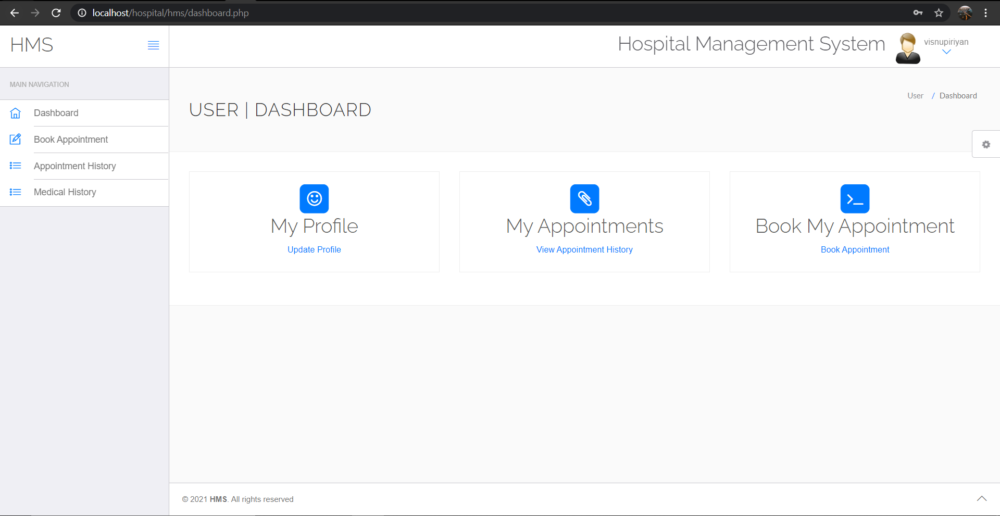 localhost/hospital/hms/dashboard.php
HMS
Hospital Management System
visnupiriyan
MAIN NAVIGATION
Dashboard
Book Appointment
Appointment History
Medical History
User / Dashboard
USER | DASHBOARD
My Profile
Update Profile
My Appointments
View Appointment History
Book My Appointment
Book Appointment
© 2021 HMS. All rights reserved